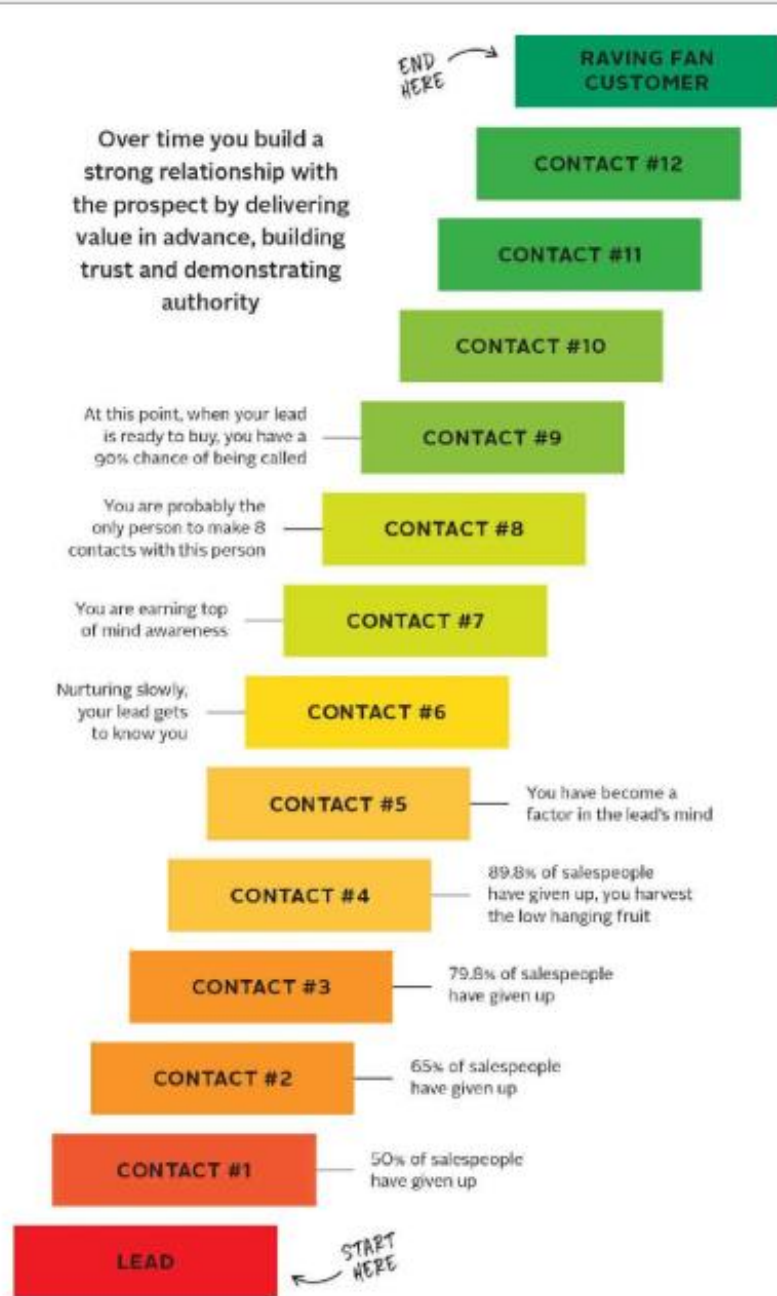 END
HERE
RAVING FAN
CUSTOMER
Over time you build a
strong relationship with
the prospect by delivering
value in advance, building
trust and demonstrating
authority
CONTACT #12
CONTACT #11
CONTACT #10
At this point, when your lead
is ready to buy, you have a
90% chance of being called
CONTACT #9
You are probably the
only person to make 8
contacts with this person
CONTACT #8
You are earning top
of mind awareness
CONTACT #7
Nurturing slowly,
your lead gets
to know you
CONTACT #6
CONTACT #5
You have become a
factor in the lead's mind
CONTACT #4
89.8% of salespeople
have given up, you harvest
the low hanging fruit
CONTACT #3
79.8% of salespeople
have given up
CONTACT #2
65% of salespeople
have given up
CONTACT #1
50% of salespeople
have given up
LEAD
START
HERE